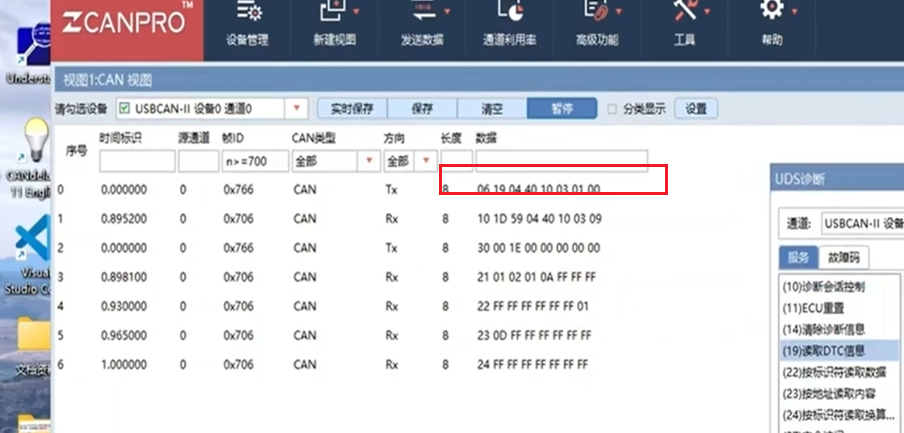 ZCANPRO™
设备管理 新建视图 发送数据 通道利用率 高级功能 工具 帮助
视图1:CAN 视图
请勾选设备 USBCAN-II 设备0 通道0 实时保存 保存 清空 暂停 分类显示 设置
序号 时间标识 源通道 帧ID CAN类型 方向 长度 数据
n>=700 全部 全部
0 0.000000 0 0x766 CAN Tx 8 06 19 04 40 10 03 01 00
1 0.895200 0 0x706 CAN Rx 8 10 1D 59 04 40 10 03 09
2 0.000000 0 0x766 CAN Tx 8 30 00 1E 00 00 00 00 00
3 0.898100 0 0x706 CAN Rx 8 21 01 02 01 0A FF FF FF
4 0.930000 0 0x706 CAN Rx 8 22 FF FF FF FF FF FF 01
5 0.965000 0 0x706 CAN Rx 8 23 0D FF FF FF FF FF FF
6 1.000000 0 0x706 CAN Rx 8 24 FF FF FF FF FF FF FF
UDS诊断
通道: USBCAN-II 设备
服务 故障码
(10)诊断会话控制
(11)ECU重置
(14)清除诊断信息
(19)读取DTC信息
(22)按标识符读取数据
(23)按地址读取内容
(24)按标识符读取换算...
Underst
CANdela
11 Engli
Visual
Studio Co
文档资料